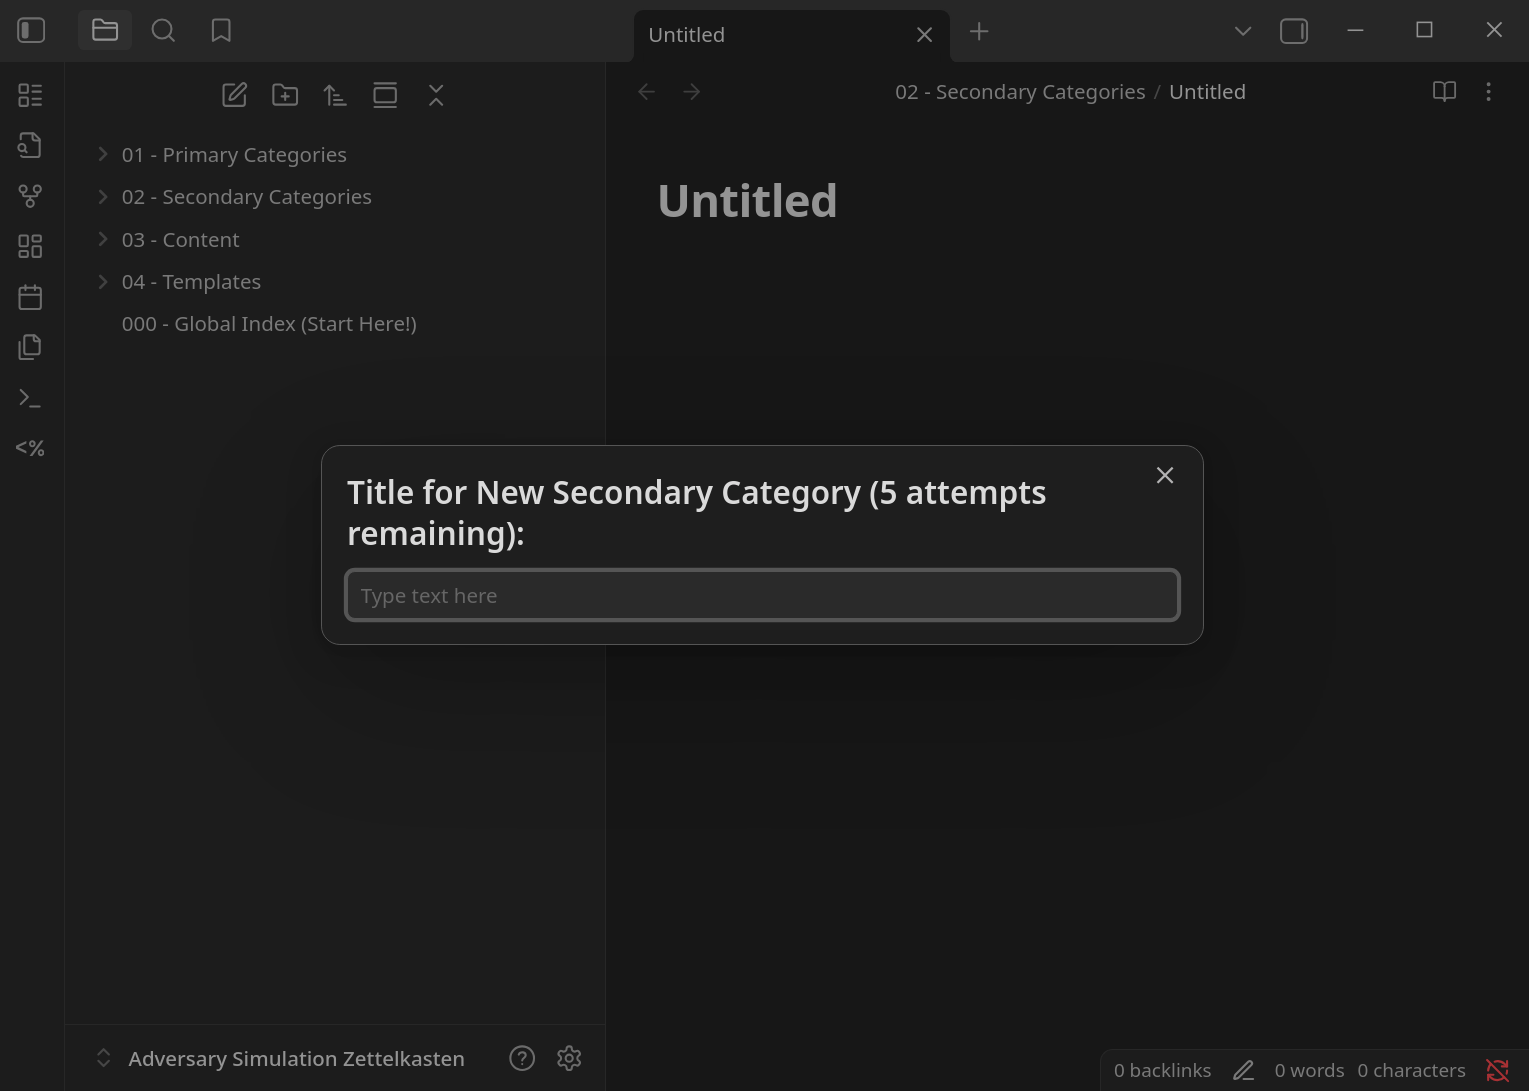 Untitled
02 - Secondary Categories / Untitled
01 - Primary Categories
02 - Secondary Categories
03 - Content
04 - Templates
000 - Global Index (Start Here!)
<%
Untitled
Title for New Secondary Category (5 attempts
remaining):
Type text here
Adversary Simulation Zettelkasten
0 backlinks 0 words 0 characters